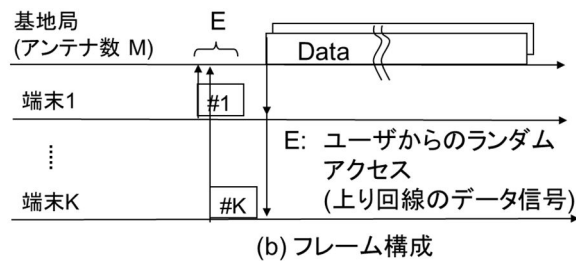 基地局
(アンテナ数 M)
E
Data
端末1
#1
E: ユーザからのランダム
アクセス
(上り回線のデータ信号)
端末K
#K
(b) フレーム構成